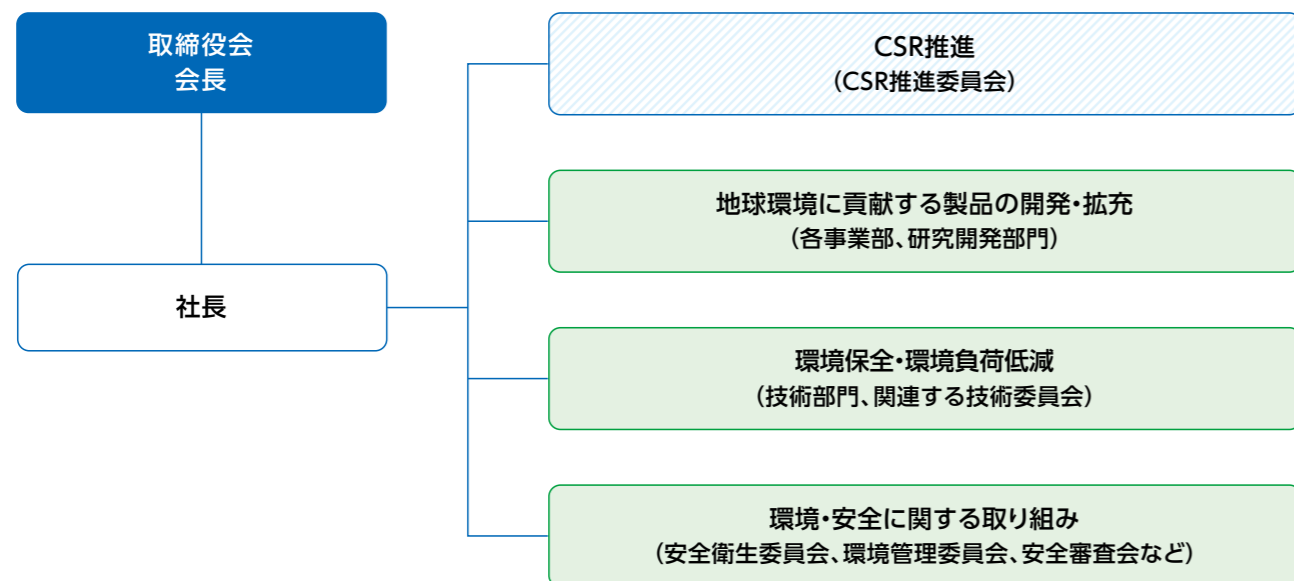 取締役会
会長
社長
CSR推進
（CSR推進委員会）
地球環境に貢献する製品の開発・拡充
（各事業部、研究開発部門）
環境保全・環境負荷低減
（技術部門、関連する技術委員会）
環境・安全に関する取り組み
（安全衛生委員会、環境管理委員会、安全審査会など）